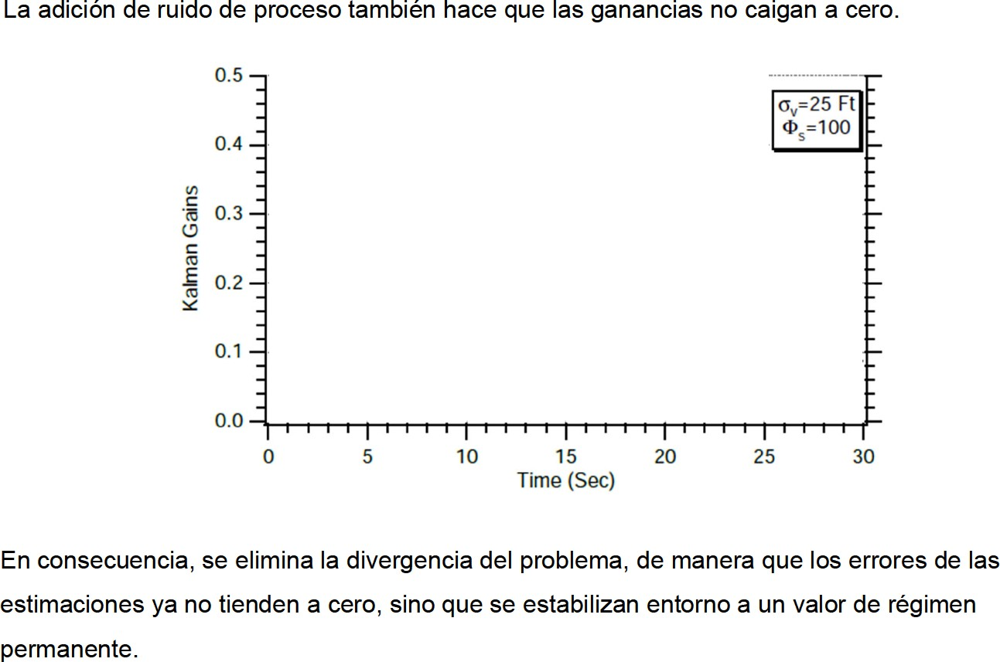 La adición de ruido de proceso también hace que las ganancias no caigan a cero.
0.5
σv=25 Ft
Φs=100
0.4
0.3
Kalman Gains
0.2
0.1
0.0
0 5 10 15 20 25 30
Time (Sec)
En consecuencia, se elimina la divergencia del problema, de manera que los errores de las
estimaciones ya no tienden a cero, sino que se estabilizan entorno a un valor de régimen
permanente.